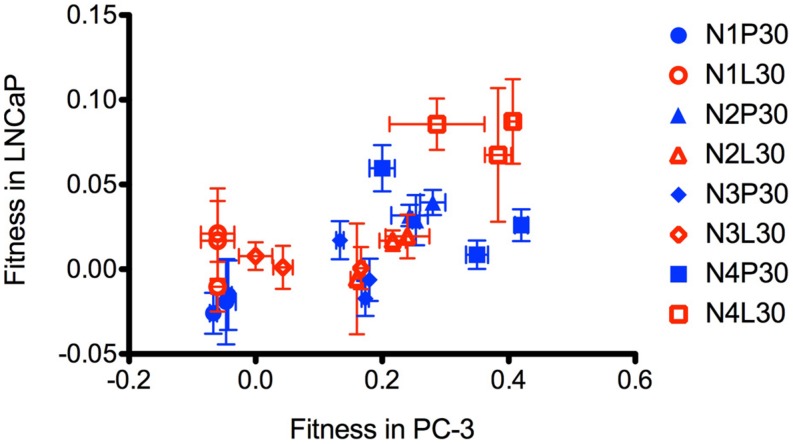 0.15
0.10
0.05
0.00
-0.05
Fitness in LNCaP
-0.2 0.0 0.2 0.4 0.6
Fitness in PC-3
N1P30
N1L30
N2P30
N2L30
N3P30
N3L30
N4P30
N4L30